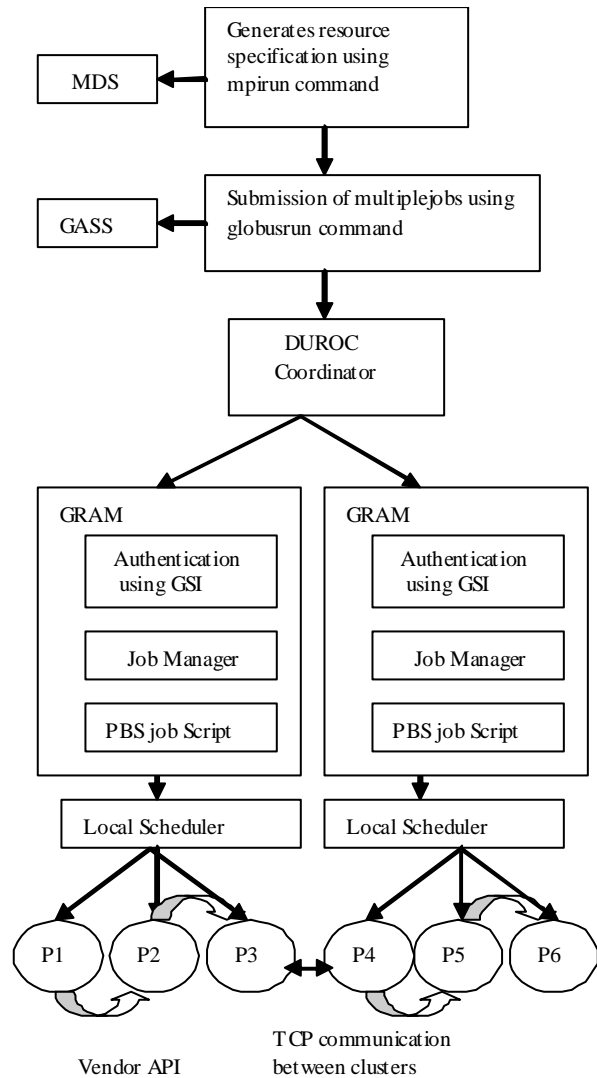 Generates resource
specification using
mpirun command
MDS
Submission of multiplejobs using
globusrun command
GASS
DUROC
Coordinator
GRAM
Authentication
using GSI
Job Manager
PBS job Script
GRAM
Authentication
using GSI
Job Manager
PBS job Script
Local Scheduler
Local Scheduler
P1
P2
P3
P4
P5
P6
Vendor API
TCP communication
between clusters